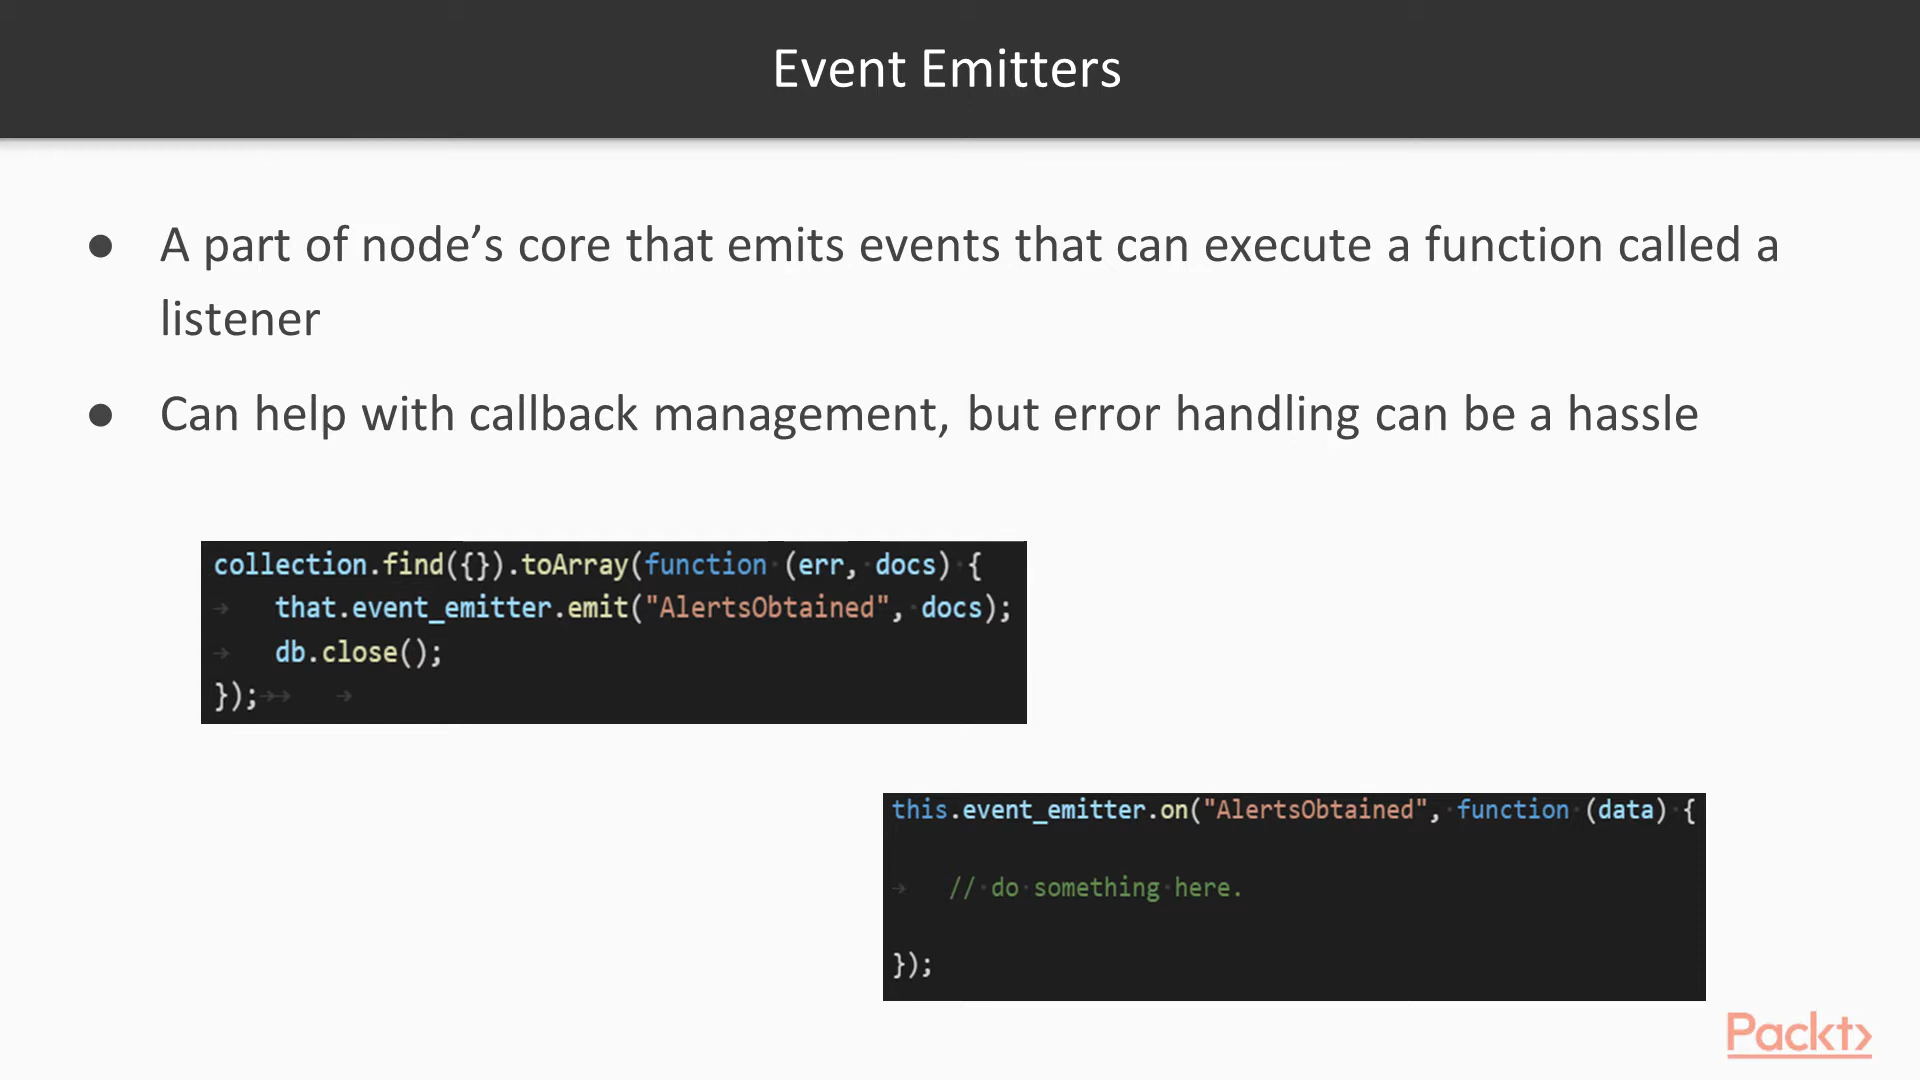 Event Emitters
● A part of node’s core that emits events that can execute a function called a
listener
● Can help with callback management, but error handling can be a hassle
collection.find({}).toArray(function (err, docs) {
→ that.event_emitter.emit("AlertsObtained", docs);
→ db.close();
});→→ →
this.event_emitter.on("AlertsObtained", function (data) {
→ // do something here.
});
Packt>